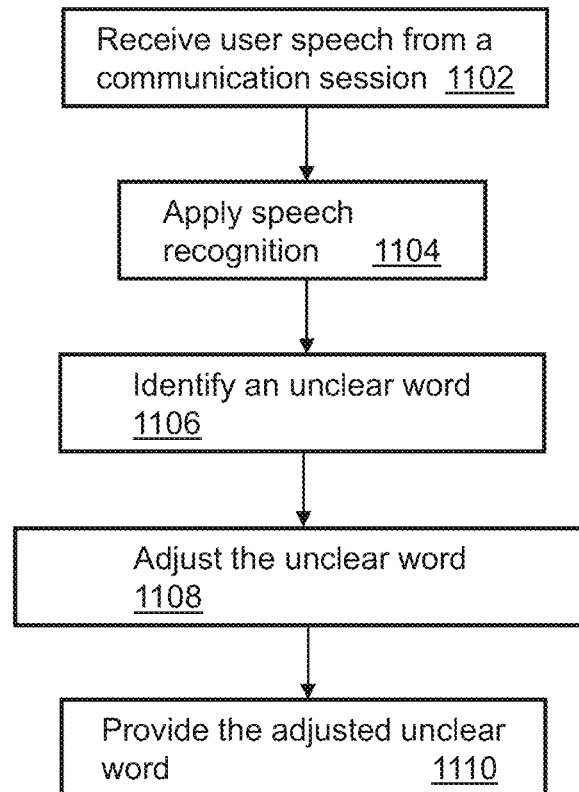 Receive user speech from a
communication session 1102
Apply speech
recognition 1104
Identify an unclear word
1106
Adjust the unclear word
1108
Provide the adjusted unclear
word 1110